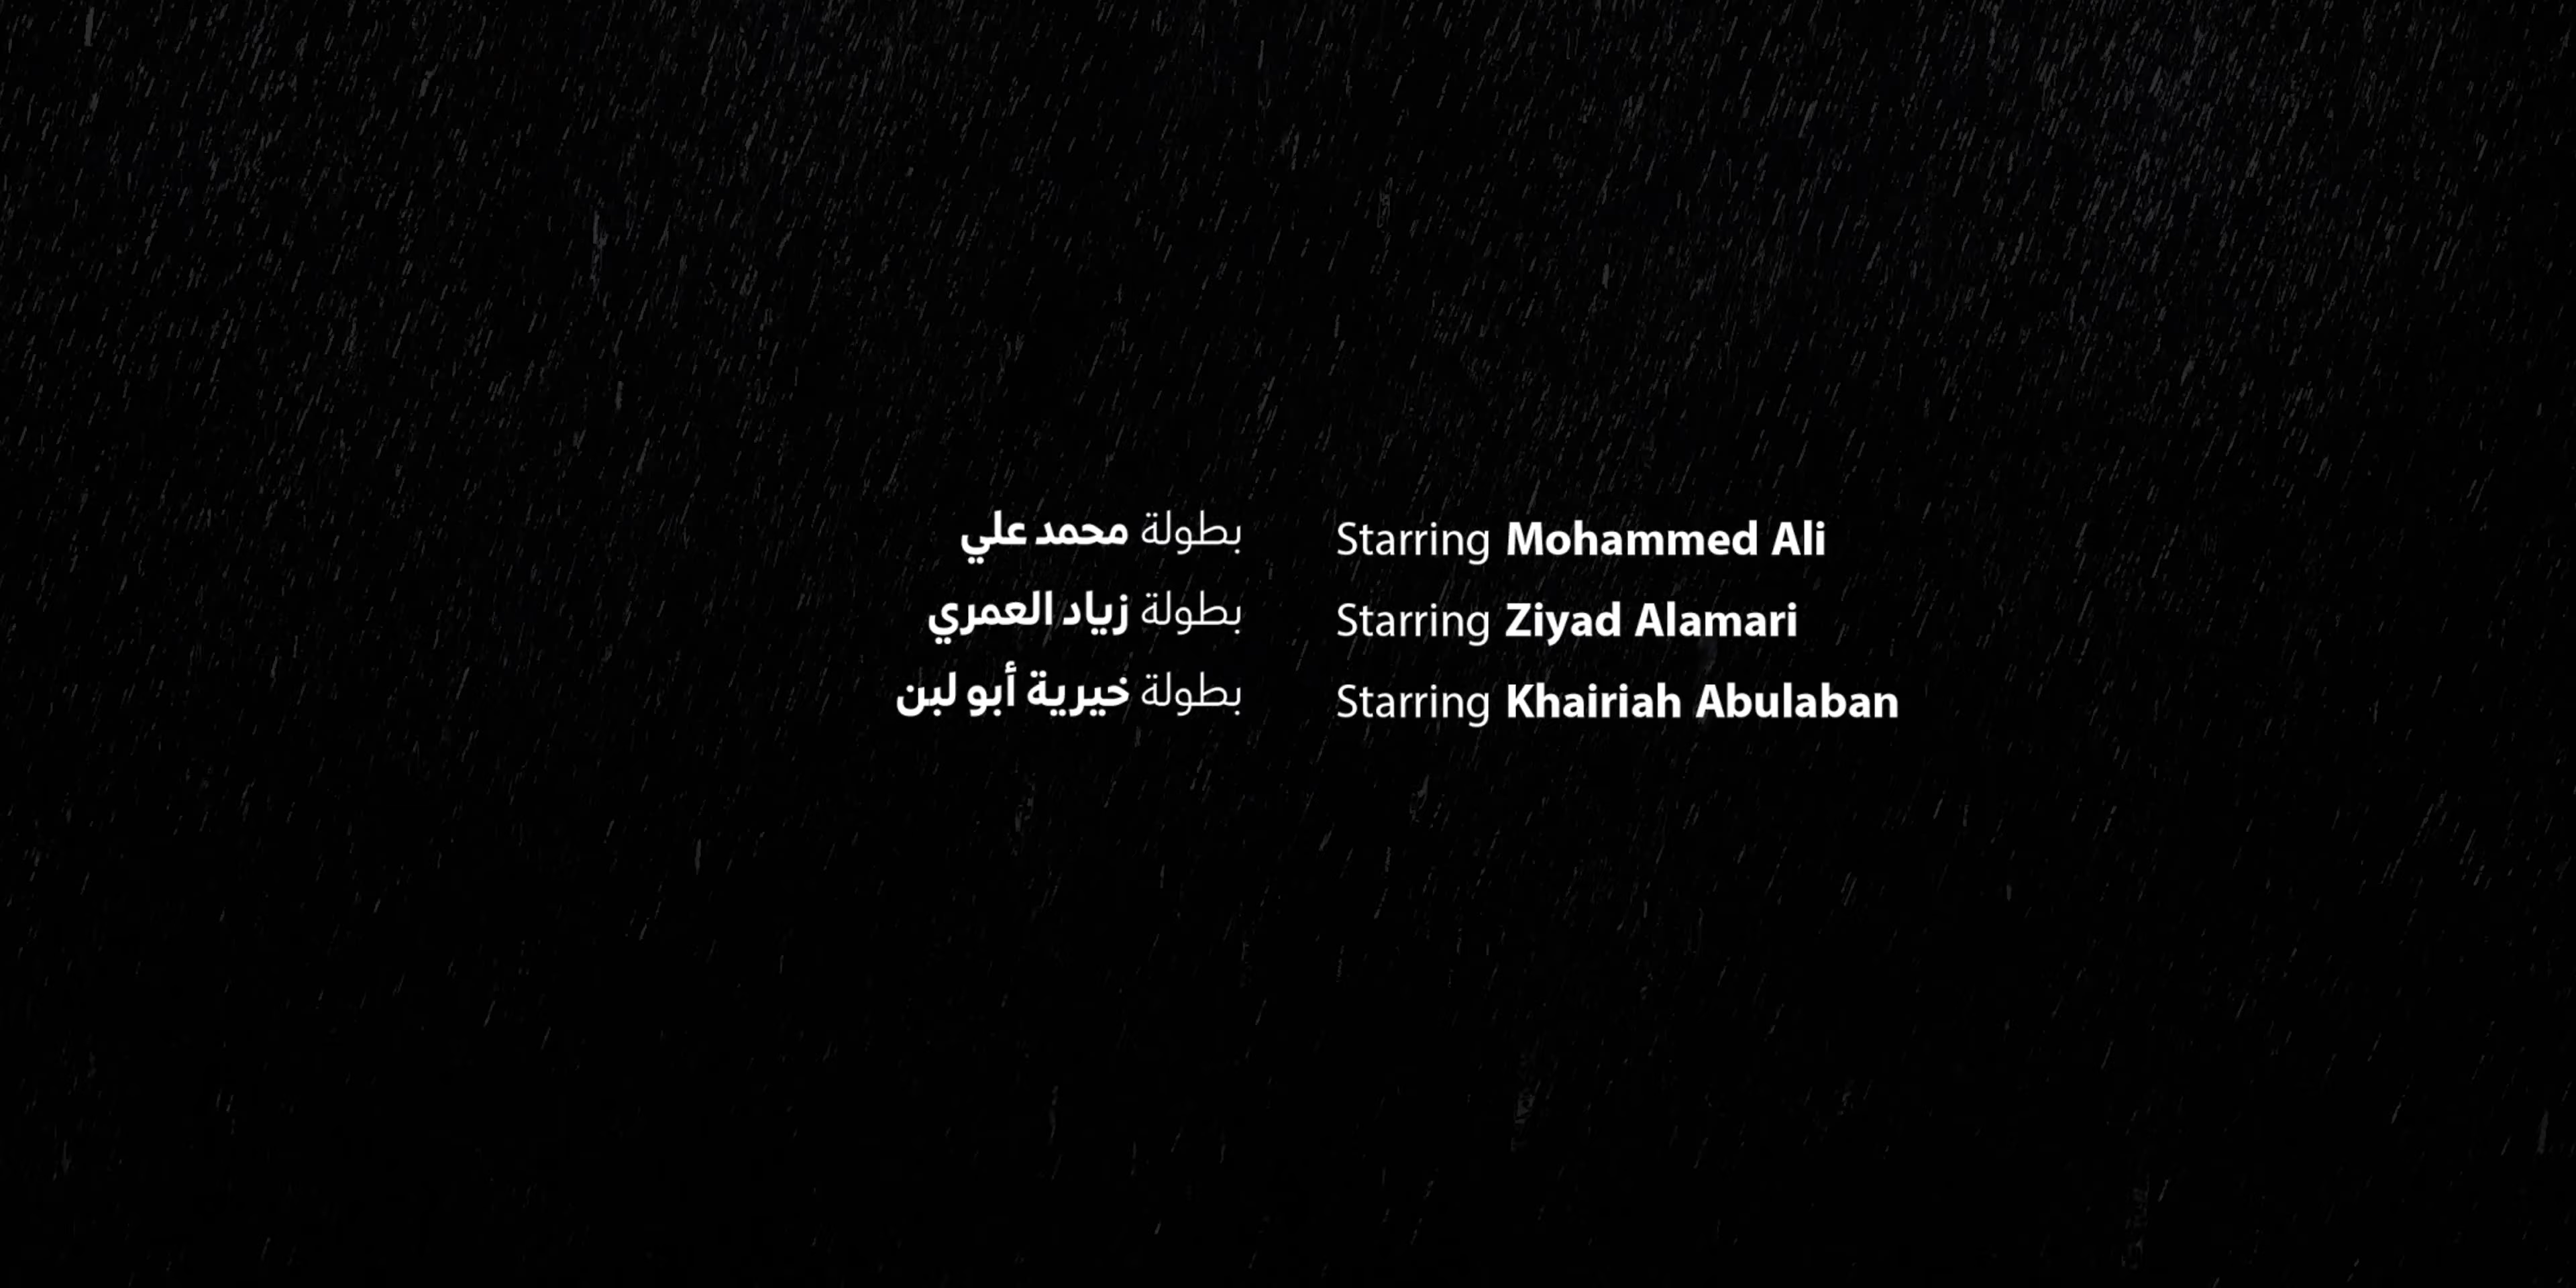 بطولة محمد علي
بطولة زياد العمري
بطولة خيرية أبو لبن
Starring Mohammed Ali
Starring Ziyad Alamari
Starring Khairiah Abulaban